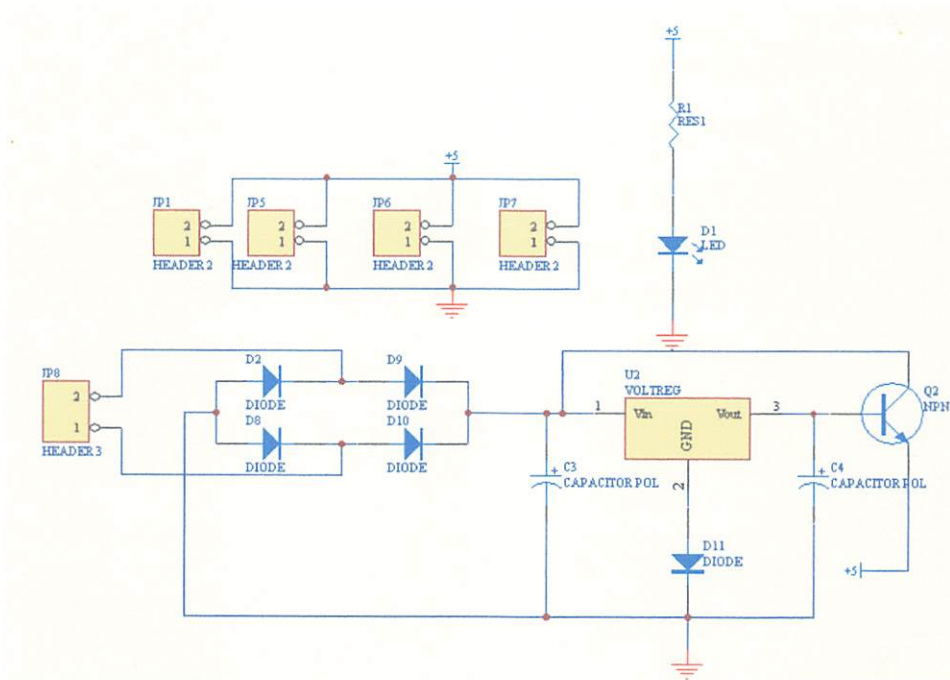 +5
R1
RES1
+5
JP1
JP5
JP6
JP7
2
1
2
1
2
1
2
1
D1
LED
HEADER 2
HEADER 2
HEADER 2
HEADER 2
D2
D9
JP8
2
DIODE
DIODE
D8
D10
1
HEADER 3
DIODE
DIODE
U2
VOLTREG
1
Vin
Vout
3
GND
2
Q2
NPN
+
C3
CAPACITOR POL
+
C4
CAPACITOR POL
D11
DIODE
+5